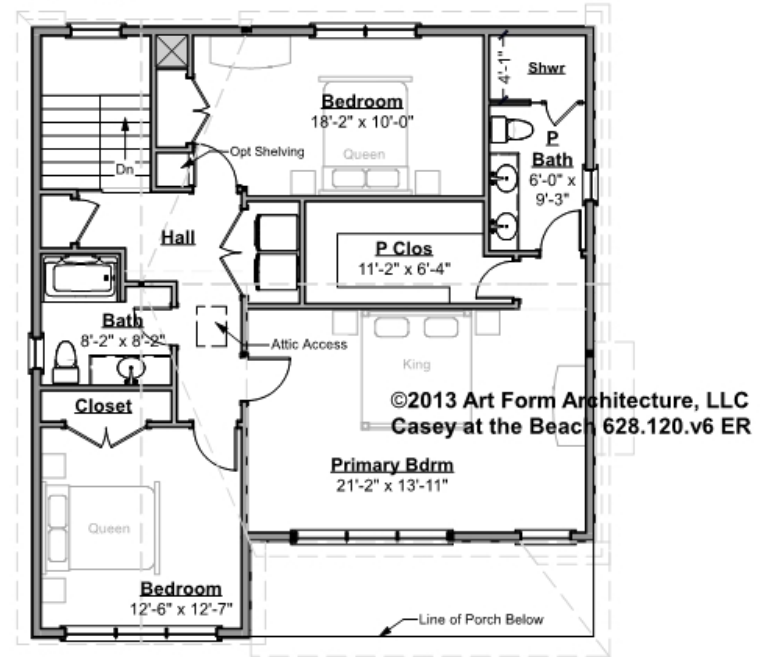 Shwr
4'-1"
Bedroom
18'-2" x 10'-0"
Queen
P
Bath
6'-0" x
9'-3"
Opt Shelving
Dn
Hall
P Clos
11'-2" x 6'-4"
Bath
8'-2" x 8'-2"
Attic Access
King
Closet
©2013 Art Form Architecture, LLC
Casey at the Beach 628.120.v6 ER
Primary Bdrm
21'-2" x 13'-11"
Queen
Bedroom
12'-6" x 12'-7"
Line of Porch Below